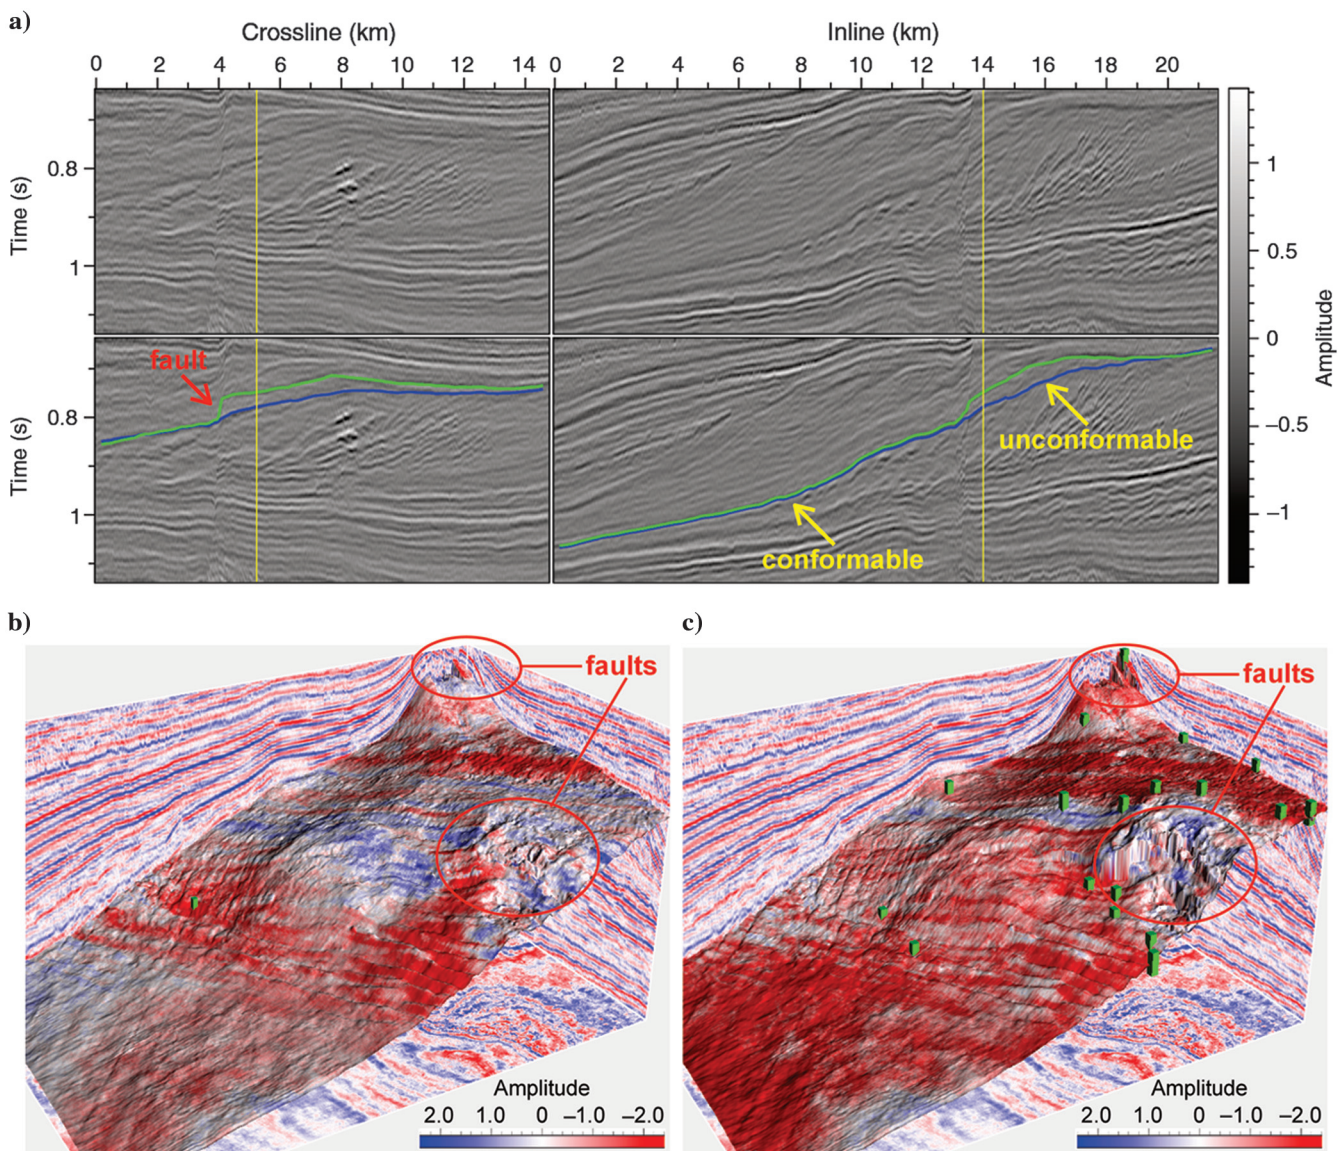 a)
Crossline (km)
Inline (km)
0 2 4 6 8 10 12 14 0 2 4 6 8 10 12 14 16 18 20
0.8
1
Time (s)
1
0.5
0
−0.5
−1
Amplitude
fault
0.8
1
Time (s)
unconformable
conformable
b)
faults
Amplitude
2.0 1.0 0 −1.0 −2.0
c)
faults
Amplitude
2.0 1.0 0 −1.0 −2.0